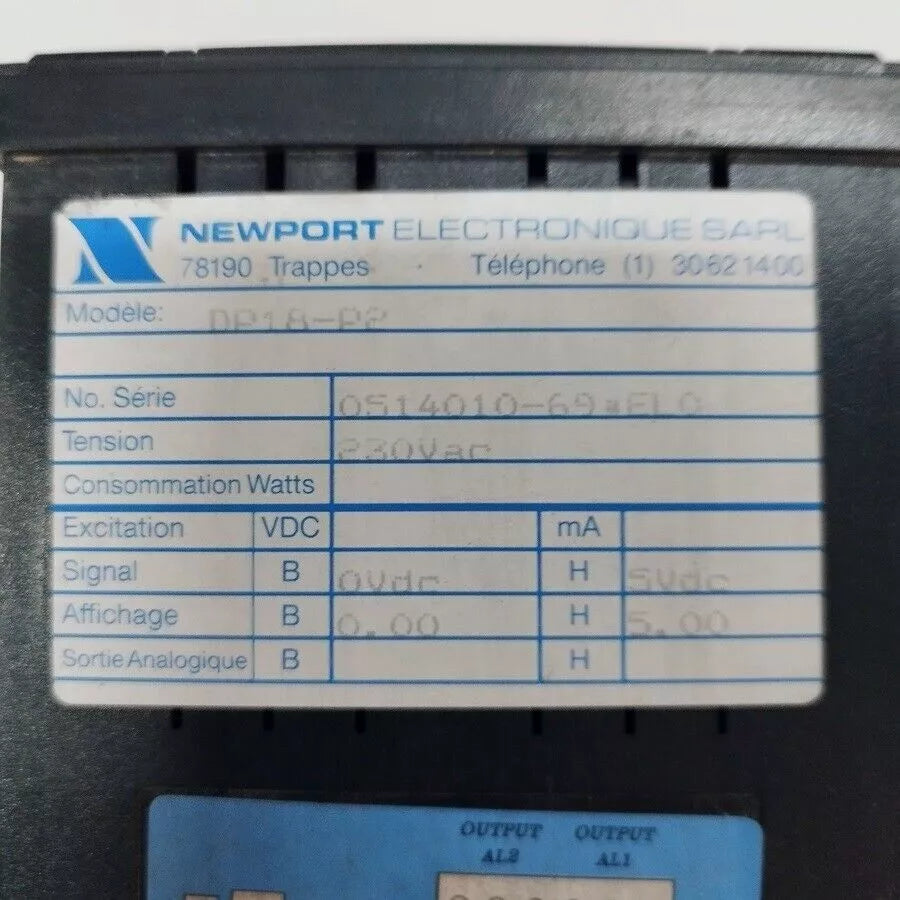 NEWPORT ELECTRONIQUE SARL
78190 Trappes · Téléphone (1) 30621400
Modèle: DP18-P2
No. Série
Tension 230Vac
Consommation Watts
Excitation VDC mA
Signal B 0Vdc H 5Vdc
Affichage B 0.00 H 5.00
Sortie Analogique B H
OUTPUT OUTPUT
AL2 AL1